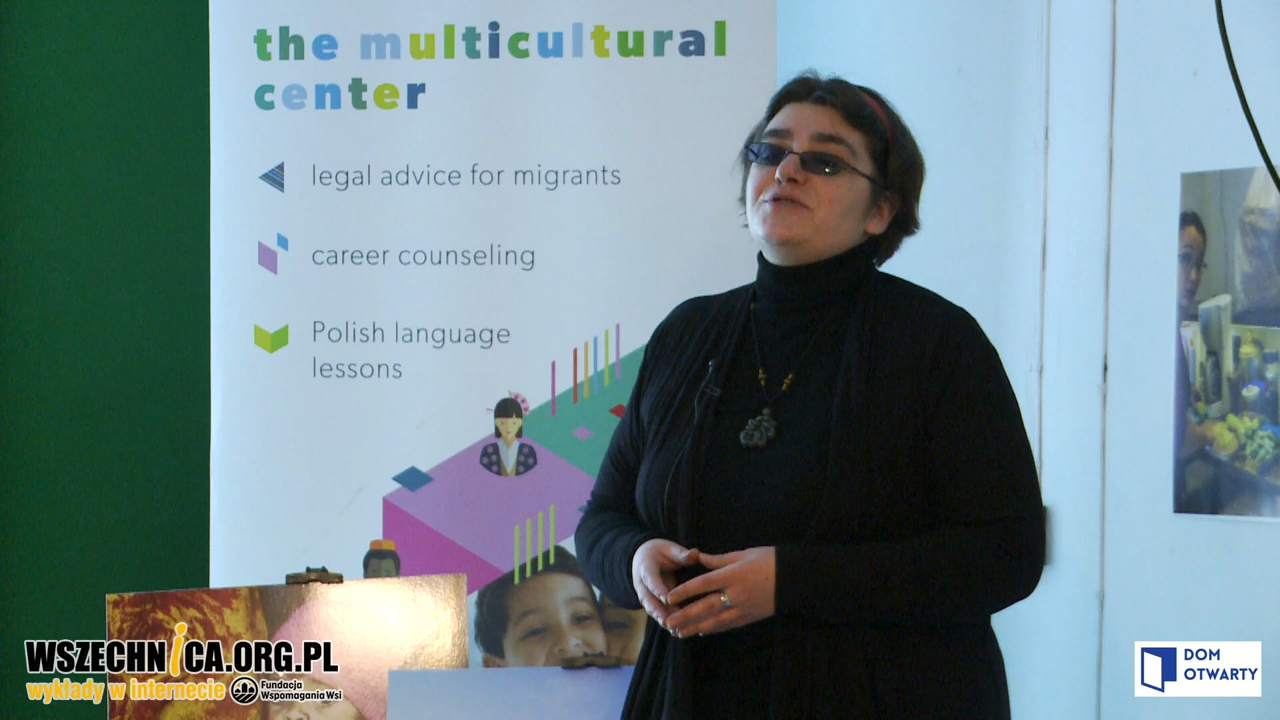 the multicultural
center
legal advice for migrants
career counseling
Polish language
lessons
WSZECHNiCA.ORG.PL
wykłady w internecie
Fundacja
Wspomagania Wsi
DOM
OTWARTY